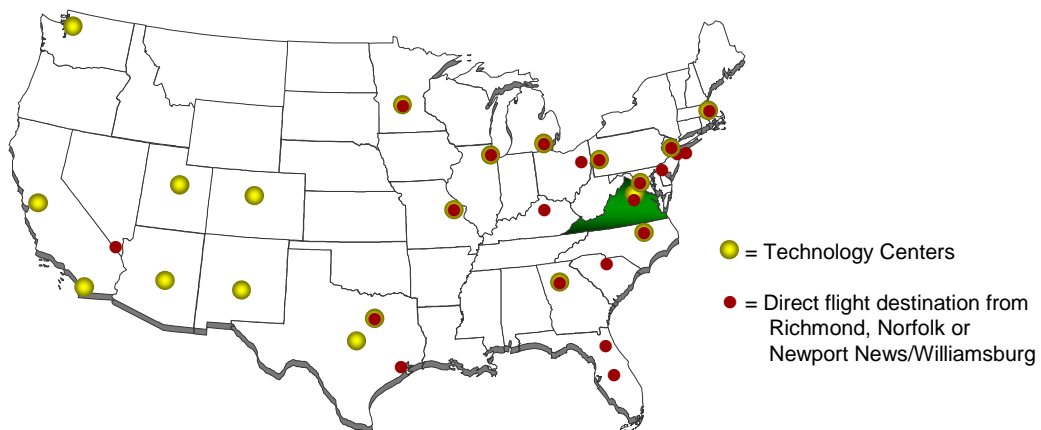 = Technology Centers
= Direct flight destination from
Richmond, Norfolk or
Newport News/Williamsburg